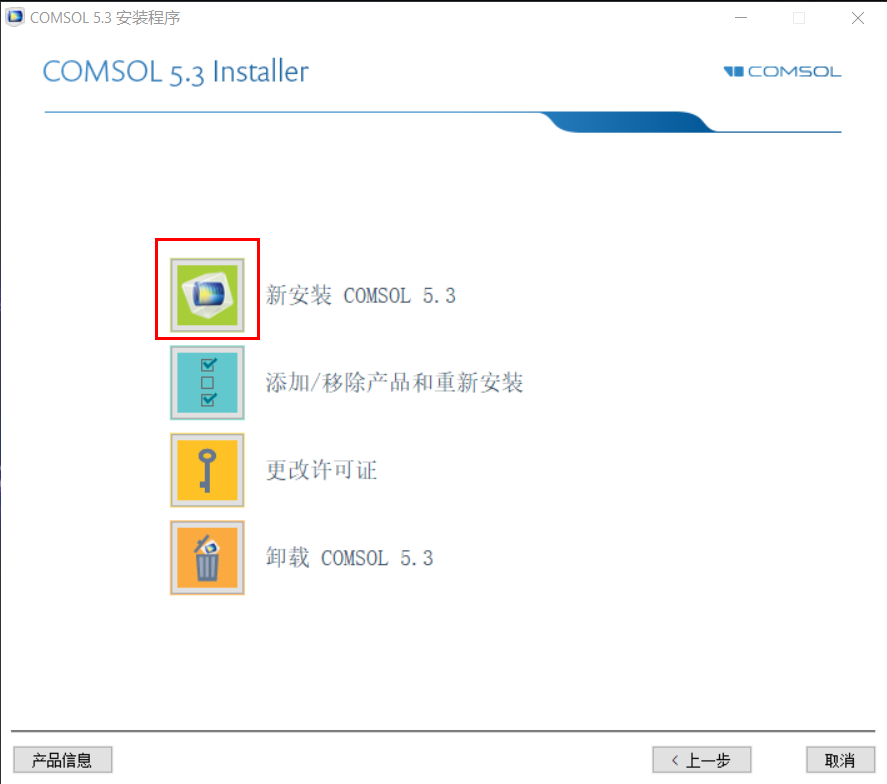 COMSOL 5.3 安装程序
COMSOL 5.3 Installer
COMSOL
新安装 COMSOL 5.3
添加/移除产品和重新安装
更改许可证
卸载 COMSOL 5.3
产品信息
< 上一步
取消